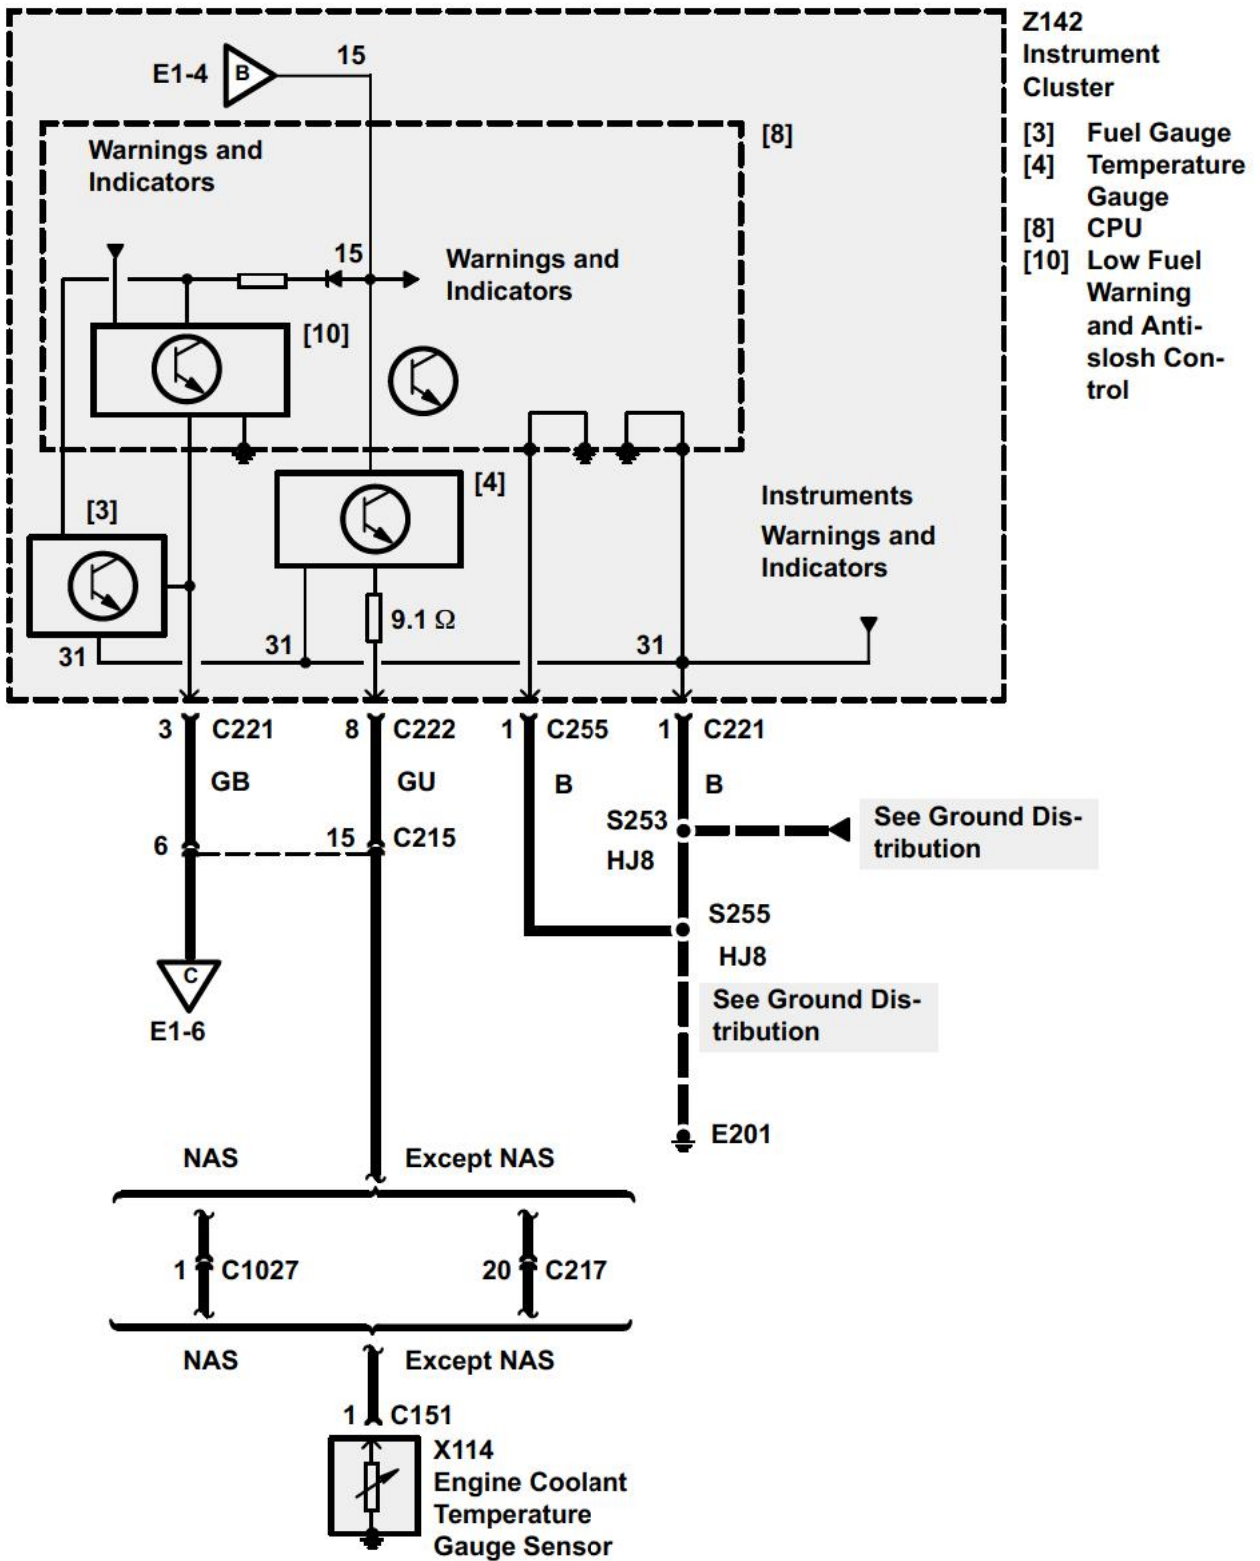 Z142
Instrument
Cluster
[3] Fuel Gauge
[4] Temperature
Gauge
[8] CPU
[10] Low Fuel
Warning
and Anti-
slosh Con-
trol
15
E1-4
B
[8]
Warnings and
Indicators
15
Warnings and
Indicators
[10]
[4]
[3]
Instruments
Warnings and
Indicators
9.1 Ω
31
31
31
3 C221
8 C222
1 C255
1 C221
GB
GU
B
B
6
15 C215
S253
HJ8
See Ground Dis-
tribution
S255
HJ8
C
E1-6
See Ground Dis-
tribution
E201
NAS
Except NAS
1 C1027
20 C217
NAS
Except NAS
1 C151
X114
Engine Coolant
Temperature
Gauge Sensor